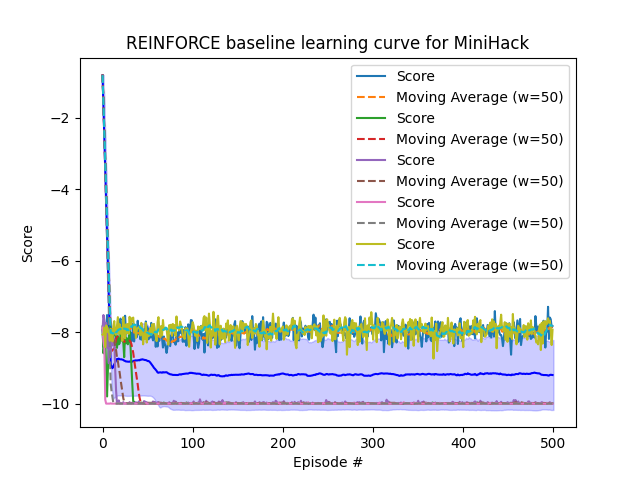 REINFORCE baseline learning curve for MiniHack
Score
Moving Average (w=50)
Score
Moving Average (w=50)
Score
Moving Average (w=50)
Score
Moving Average (w=50)
Score
Moving Average (w=50)
−2
−4
−6
−8
−10
Score
0 100 200 300 400 500
Episode #